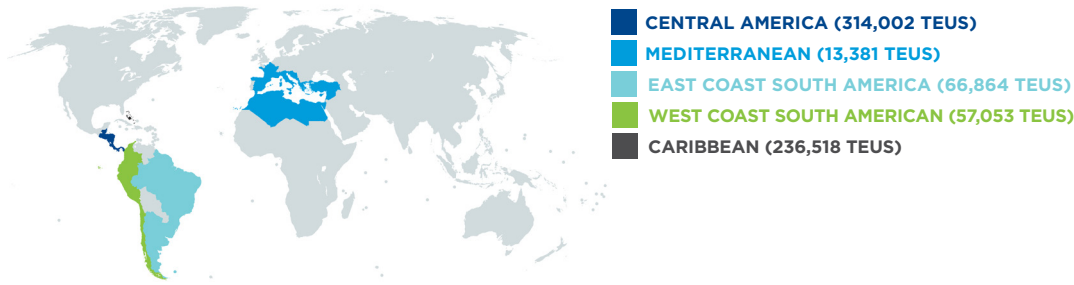 CENTRAL AMERICA (314,002 TEUS)
MEDITERRANEAN (13,381 TEUS)
EAST COAST SOUTH AMERICA (66,864 TEUS)
WEST COAST SOUTH AMERICAN (57,053 TEUS)
CARIBBEAN (236,518 TEUS)